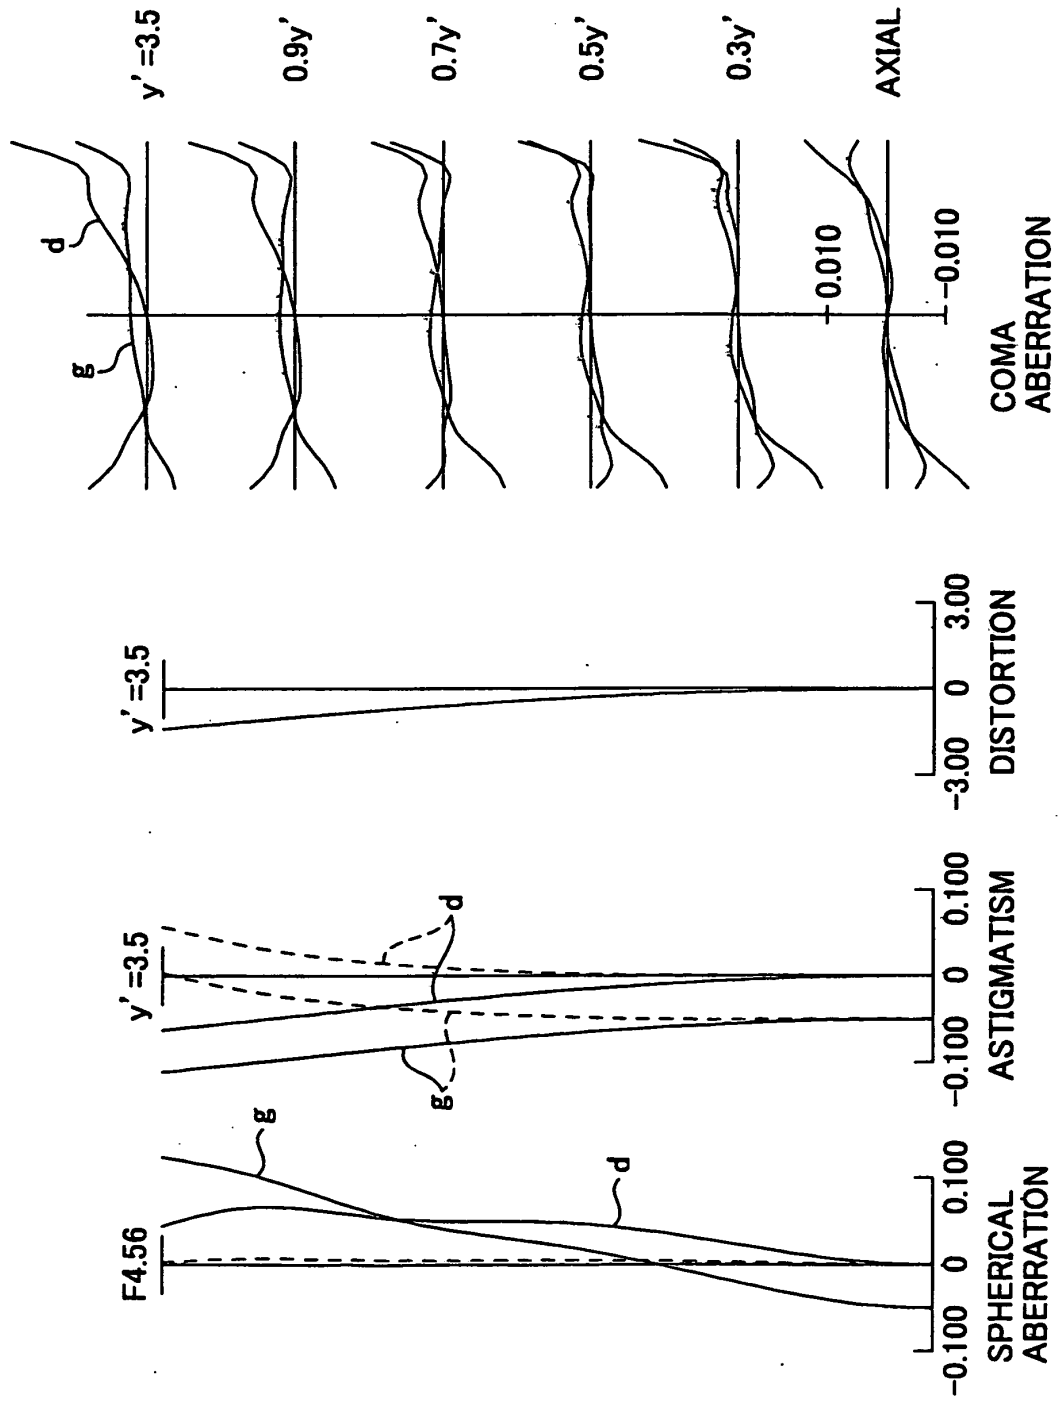 F4.56
g
d
-0.100
0
0.100
SPHERICAL
ABERRATION
y'=3.5
g
d
-0.100
0
0.100
ASTIGMATISM
y'=3.5
-3.00
0
3.00
DISTORTION
g
d
y'=3.5
0.9y'
0.7y'
0.5y'
0.3y'
AXIAL
0.010
-0.010
COMA
ABERRATION